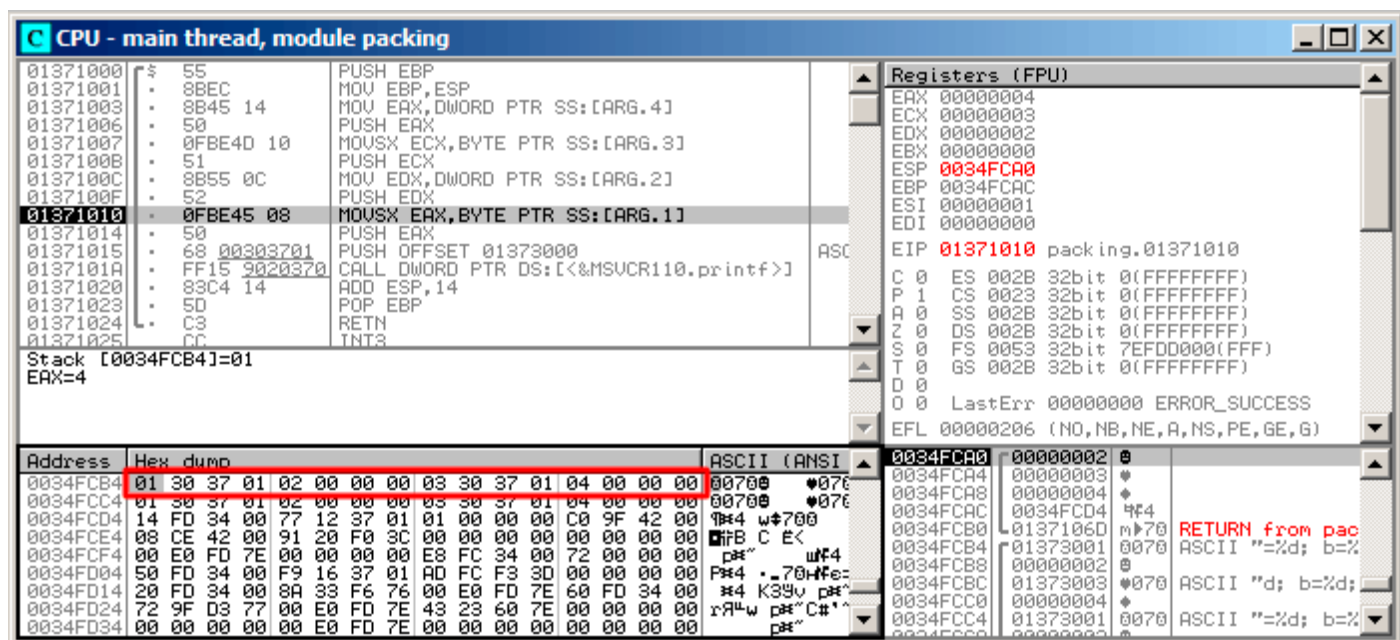 C CPU - main thread, module packing
01371000 $ 55 PUSH EBP
01371001 . 8BEC MOV EBP,ESP
01371003 . 8B45 14 MOV EAX,DWORD PTR SS:[ARG.4]
01371006 . 50 PUSH EAX
01371007 . 0FBE4D 10 MOVSX ECX,BYTE PTR SS:[ARG.3]
0137100B . 51 PUSH ECX
0137100C . 8B55 0C MOV EDX,DWORD PTR SS:[ARG.2]
0137100F . 52 PUSH EDX
01371010 . 0FBE45 08 MOVSX EAX,BYTE PTR SS:[ARG.1]
01371014 . 50 PUSH EAX
01371015 . 68 00303701 PUSH OFFSET 01373000 ASC
0137101A . FF15 9020370 CALL DWORD PTR DS:[<&MSVCR110.printf>]
01371020 . 83C4 14 ADD ESP,14
01371023 . 5D POP EBP
01371024 . C3 RETN
01371025 CC INT3
Stack [0034FCB4]=01
EAX=4
Registers (FPU)
EAX 00000004
ECX 00000003
EDX 00000002
EBX 00000000
ESP 0034FCA0
EBP 0034FCAC
ESI 00000001
EDI 00000000
EIP 01371010 packing.01371010
C 0 ES 002B 32bit 0(FFFFFFFF)
P 1 CS 0023 32bit 0(FFFFFFFF)
A 0 SS 002B 32bit 0(FFFFFFFF)
Z 0 DS 002B 32bit 0(FFFFFFFF)
S 0 FS 0053 32bit 7EFDD000(FFF)
T 0 GS 002B 32bit 0(FFFFFFFF)
D 0
O 0 LastErr 00000000 ERROR_SUCCESS
EFL 00000206 (NO,NB,NE,A,NS,PE,GE,G)
Address Hex dump ASCII (ANSI
0034FCB4 01 30 37 01 02 00 00 00 03 30 37 01 04 00 00 00
0034FCC4 01 30 37 01 02 00 00 00 03 30 37 01 04 00 00 00
0034FCD4 14 FD 34 00 77 12 37 01 01 00 00 00 C0 9F 42 00
0034FCE4 08 CE 42 00 91 20 F0 3C 00 00 00 00 00 00 00 00
0034FCF4 00 E0 FD 7E 00 00 00 00 E8 FC 34 00 72 00 00 00
0034FD04 50 FD 34 00 F9 16 37 01 AD FC F3 3D 00 00 00 00
0034FD14 20 FD 34 00 8A 33 F6 76 00 E0 FD 7E 60 FD 34 00
0034FD24 72 9F D3 77 00 E0 FD 7E 43 23 60 7E 00 00 00 00
0034FD34 00 00 00 00 00 E0 FD 7E 00 00 00 00 00 00 00 00
0034FCA0 00000002
0034FCA4 00000003
0034FCA8 00000004
0034FCAC 0034FCD4
0034FCB0 0137106D RETURN from pac
0034FCB4 01373001 ASCII "=%d; b=%
0034FCB8 00000002
0034FCBC 01373003 ASCII "d; b=%d;
0034FCC0 00000004
0034FCC4 01373001 ASCII "=%d; b=%